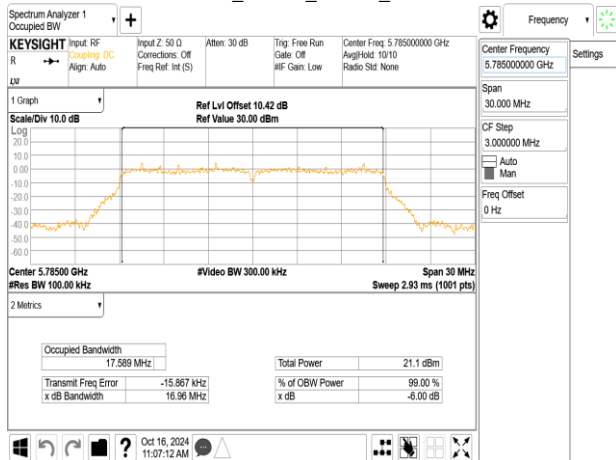 Spectrum Analyzer 1
Occupied BW
Frequency
KEYSIGHT
R
LXI
Input: RF
Coupling: DC
Align: Auto
Input Z: 50 Ω
Corrections: Off
Freq Ref: Int (S)
Atten: 30 dB
Trig: Free Run
Gate: Off
#IF Gain: Low
Center Freq: 5.785000000 GHz
Avg|Hold: 10/10
Radio Std: None
Center Frequency
5.785000000 GHz
Settings
Span
30.000 MHz
CF Step
3.000000 MHz
Auto
Man
Freq Offset
0 Hz
1 Graph
Scale/Div 10.0 dB
Ref Lvl Offset 10.42 dB
Ref Value 30.00 dBm
Log
20.0
10.0
0.00
-10.0
-20.0
-30.0
-40.0
-50.0
-60.0
Center 5.78500 GHz
#Res BW 100.00 kHz
#Video BW 300.00 kHz
Span 30 MHz
Sweep 2.93 ms (1001 pts)
2 Metrics
Occupied Bandwidth
17.589 MHz
Transmit Freq Error -15.867 kHz
x dB Bandwidth 16.96 MHz
Total Power 21.1 dBm
% of OBW Power 99.00 %
x dB -6.00 dB
?
Oct 16, 2024
11:07:12 AM